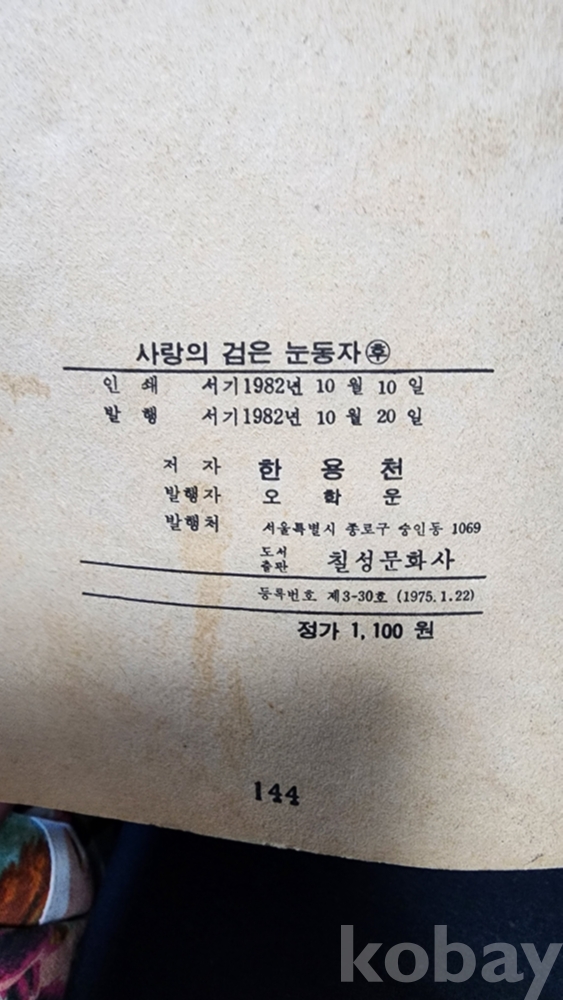 사랑의 검은 눈동자㊝
인 쇄 서기1982년 10 월 10 일
발 행 서기1982년 10 월 20 일
저 자 한 용 천
발행자 오 학 운
발행처 서울특별시 종로구 숭인동 1069
도서출판 칠성문화사
등록번호 제3-30호 (1975.1.22)
정가 1,100 원
144
kobay